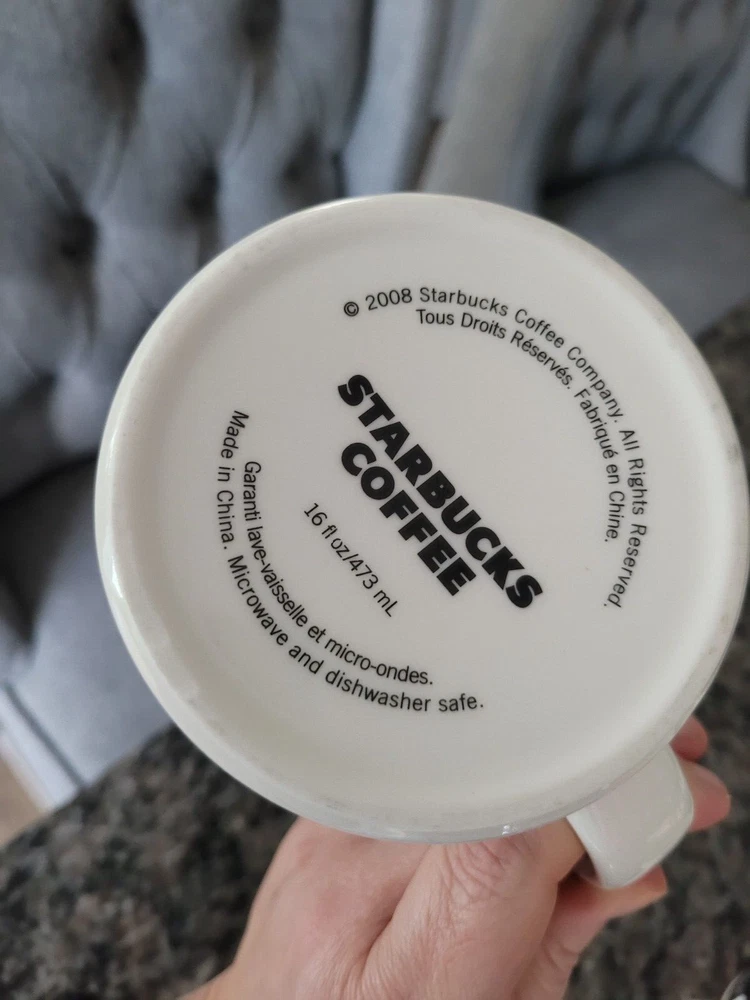 © 2008 Starbucks Coffee Company. All Rights Reserved.
Tous Droits Réservés. Fabriqué en Chine.
STARBUCKS
COFFEE
16 fl oz/473 mL
Garanti lave-vaisselle et micro-ondes.
Made in China. Microwave and dishwasher safe.